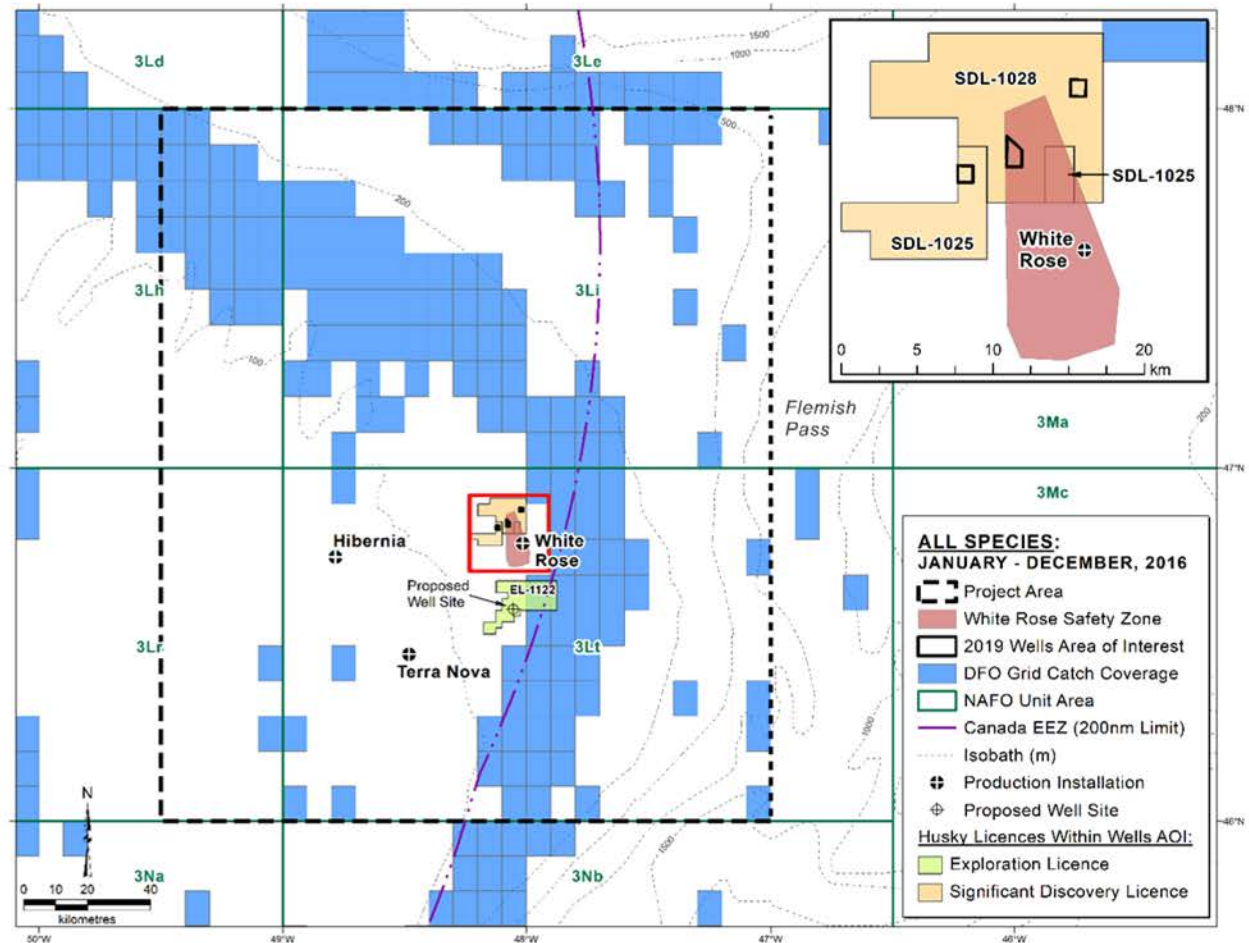 3Ld
3Le
1500
1000
500
48°N
200
3Lh
3Li
100
Flemish
Pass
SDL-1028
SDL-1025
SDL-1025
White
Rose
0
5
10
20
km
200
3Ma
47°N
3Mc
Hibernia
White
Rose
Proposed
Well Site
EL-1122
3Lr
3Lt
Terra Nova
1000
46°N
1500
3Na
3Nb
N
0 10 20 40
kilometres
50°W
49°W
48°W
47°W
46°W
ALL SPECIES:
JANUARY - DECEMBER, 2016
Project Area
White Rose Safety Zone
2019 Wells Area of Interest
DFO Grid Catch Coverage
NAFO Unit Area
Canada EEZ (200nm Limit)
Isobath (m)
Production Installation
Proposed Well Site
Husky Licences Within Wells AOI:
Exploration Licence
Significant Discovery Licence